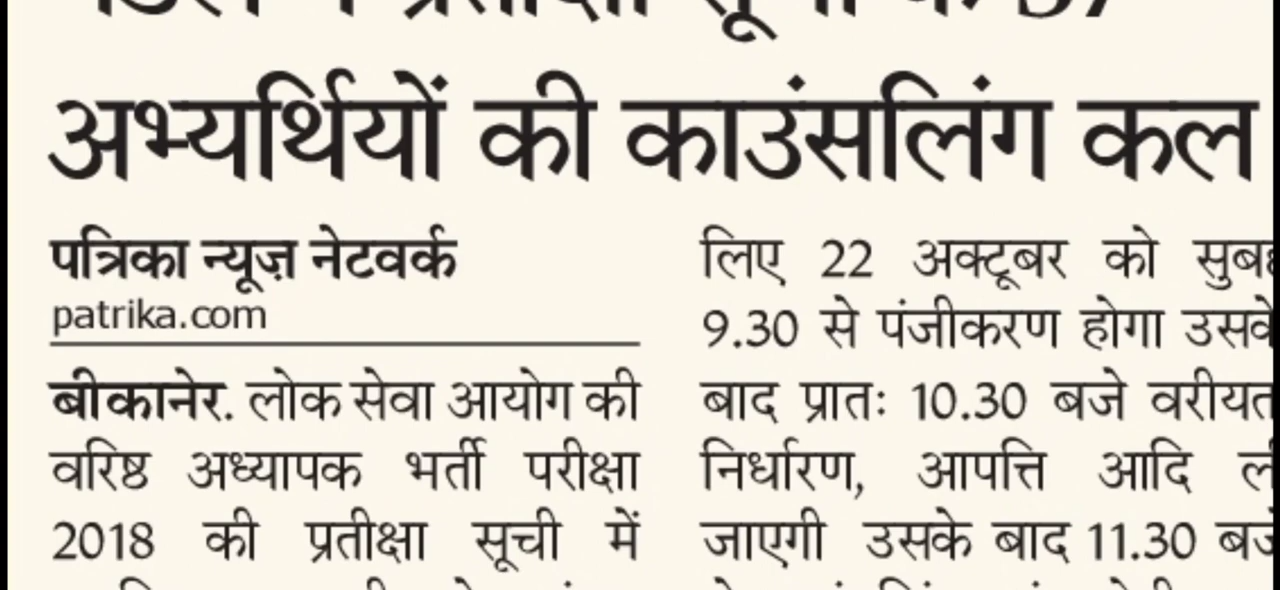 अभ्यर्थियों की काउंसलिंग कल
पत्रिका न्यूज़ नेटवर्क
patrika.com
बीकानेर. लोक सेवा आयोग की
वरिष्ठ अध्यापक भर्ती परीक्षा
2018 की प्रतीक्षा सूची में
लिए 22 अक्टूबर को
9.30 से पंजीकरण होगा
बाद प्रातः 10.30 बजे
निर्धारण, आपत्ति आदि
जाएगी उसके बाद 11.30